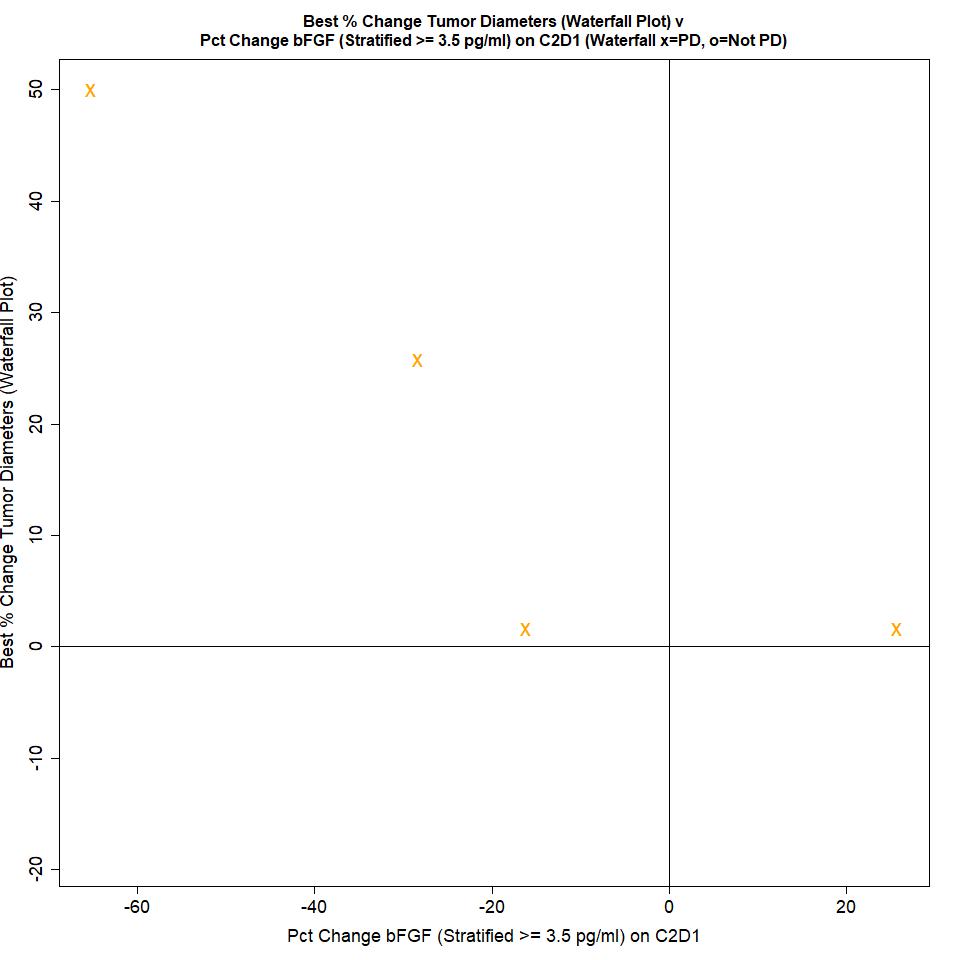 Best % Change Tumor Diameters (Waterfall Plot) v
Pct Change bFGF (Stratified >= 3.5 pg/ml) on C2D1 (Waterfall x=PD, o=Not PD)
Best % Change Tumor Diameters (Waterfall Plot)
50
40
30
20
10
0
-10
-20
X
X
X
X
-60
-40
-20
0
20
Pct Change bFGF (Stratified >= 3.5 pg/ml) on C2D1